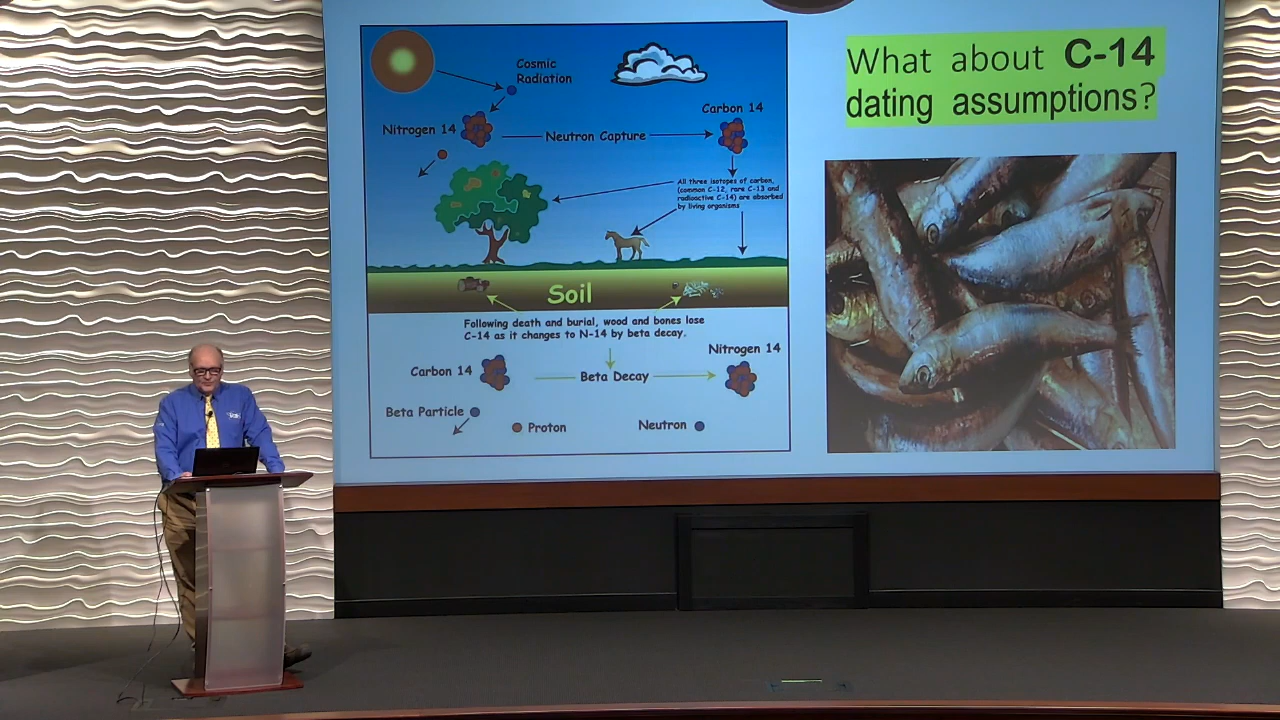 What about C-14
dating assumptions?
Cosmic
Radiation
Nitrogen 14
Neutron Capture
Carbon 14
All three isotopes of carbon,
(common C-12, rare C-13 and
radioactive C-14) are absorbed
by living organisms
Soil
Following death and burial, wood and bones lose
C-14 as it changes to N-14 by beta decay.
Carbon 14
Beta Decay
Nitrogen 14
Beta Particle
Proton
Neutron